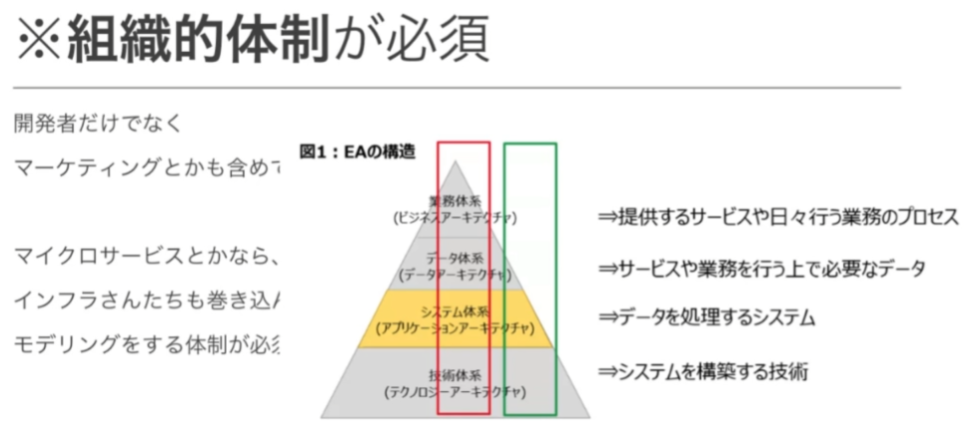 ※組織的体制が必須
開発者だけでなく
マーケティングとかも含めて
マイクロサービスとかなら、
インフラさんたちも巻き込ん
モデリングをする体制が必須
図1：EAの構造
業務体系
(ビジネスアーキテクチャ)
データ体系
(データアーキテクチャ)
システム体系
(アプリケーションアーキテクチャ)
技術体系
(テクノロジーアーキテクチャ)
⇒提供するサービスや日々行う業務のプロセス
⇒サービスや業務を行う上で必要なデータ
⇒データを処理するシステム
⇒システムを構築する技術